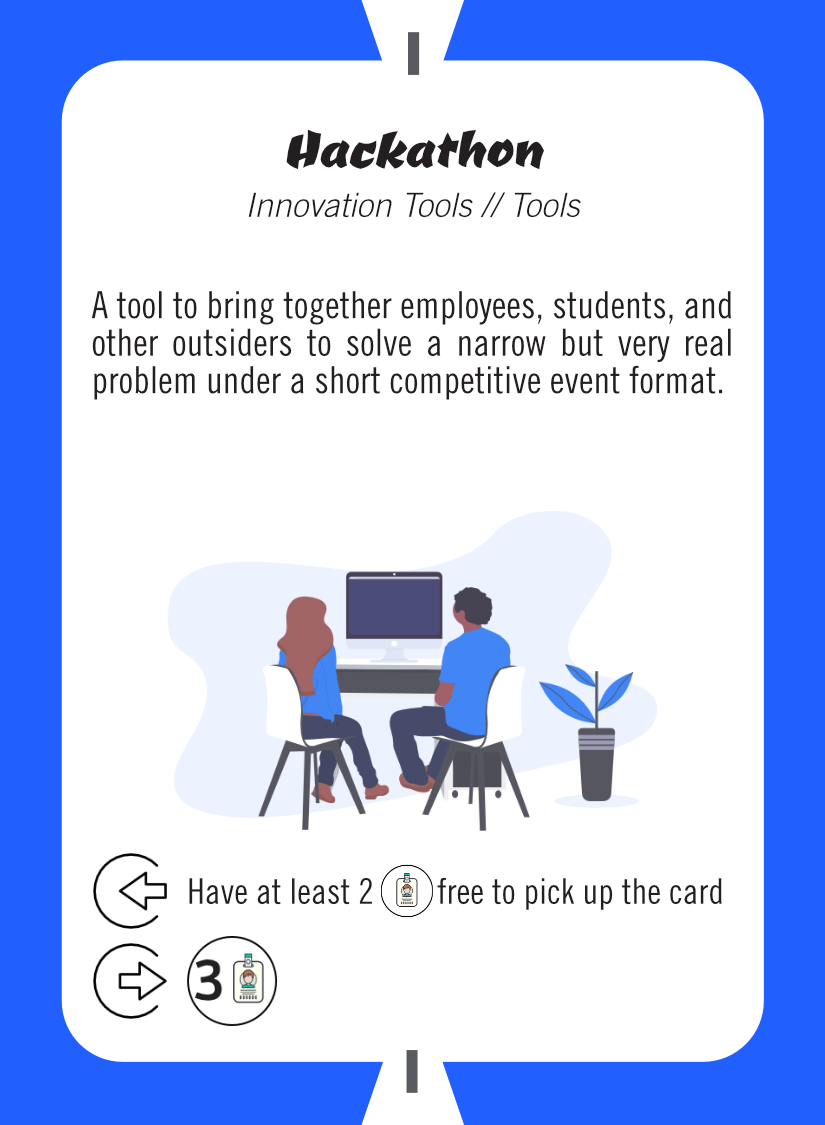 I
Hackathon
Innovation Tools // Tools
A tool to bring together employees, students, and
other outsiders to solve a narrow but very real
problem under a short competitive event format.
Have at least 2 free to pick up the card
3
I